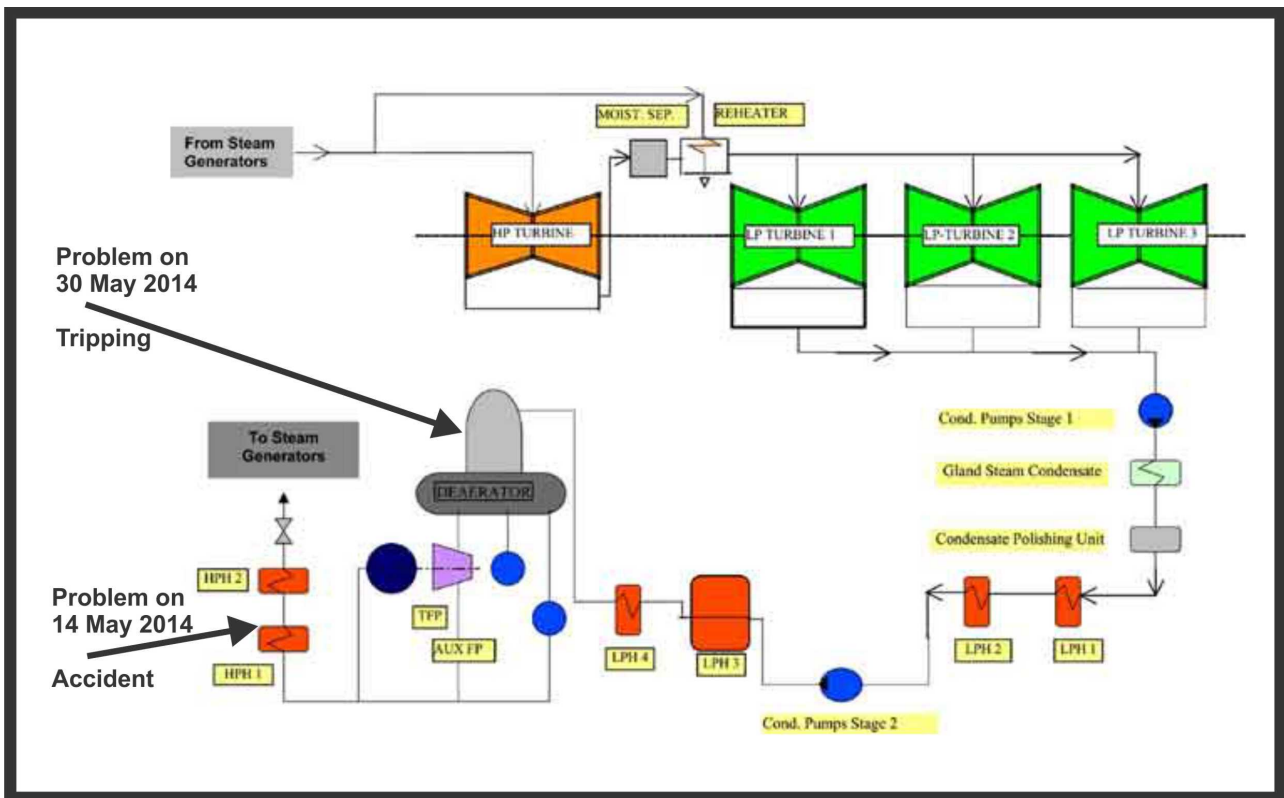 MOIST. SEP.
REHEATER
From Steam
Generators
HP TURBINE
LP TURBINE 1
LP-TURBINE 2
LP TURBINE 3
Problem on
30 May 2014
Tripping
Cond. Pumps Stage 1
To Steam
Generators
Gland Steam Condensate
DEAERATOR
Condensate Polishing Unit
HPH 2
Problem on
14 May 2014
TFP
AUX FP
LPH 4
LPH 3
LPH 2
LPH 1
Accident
HPH 1
Cond. Pumps Stage 2